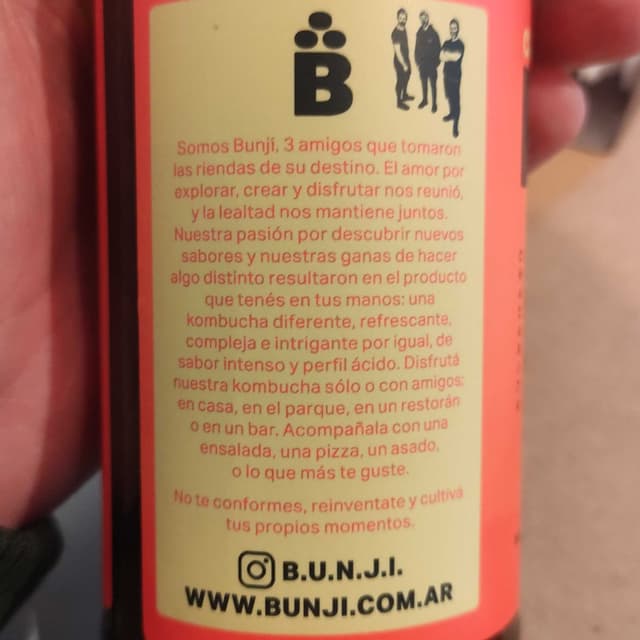 B
Somos Bunji, 3 amigos que tomaron
las riendas de su destino. El amor por
explorar, crear y disfrutar nos reunió,
y la lealtad nos mantiene juntos.
Nuestra pasión por descubrir nuevos
sabores y nuestras ganas de hacer
algo distinto resultaron en el producto
que tenés en tus manos: una
kombucha diferente, refrescante,
compleja e intrigante por igual, de
sabor intenso y perfil ácido. Disfrutá
nuestra kombucha sólo o con amigos:
en casa, en el parque, en un restorán
o en un bar. Acompañala con una
ensalada, una pizza, un asado,
o lo que más te guste.
No te conformes, reinventate y cultivá
tus propios momentos.
B.U.N.J.I.
WWW.BUNJI.COM.AR